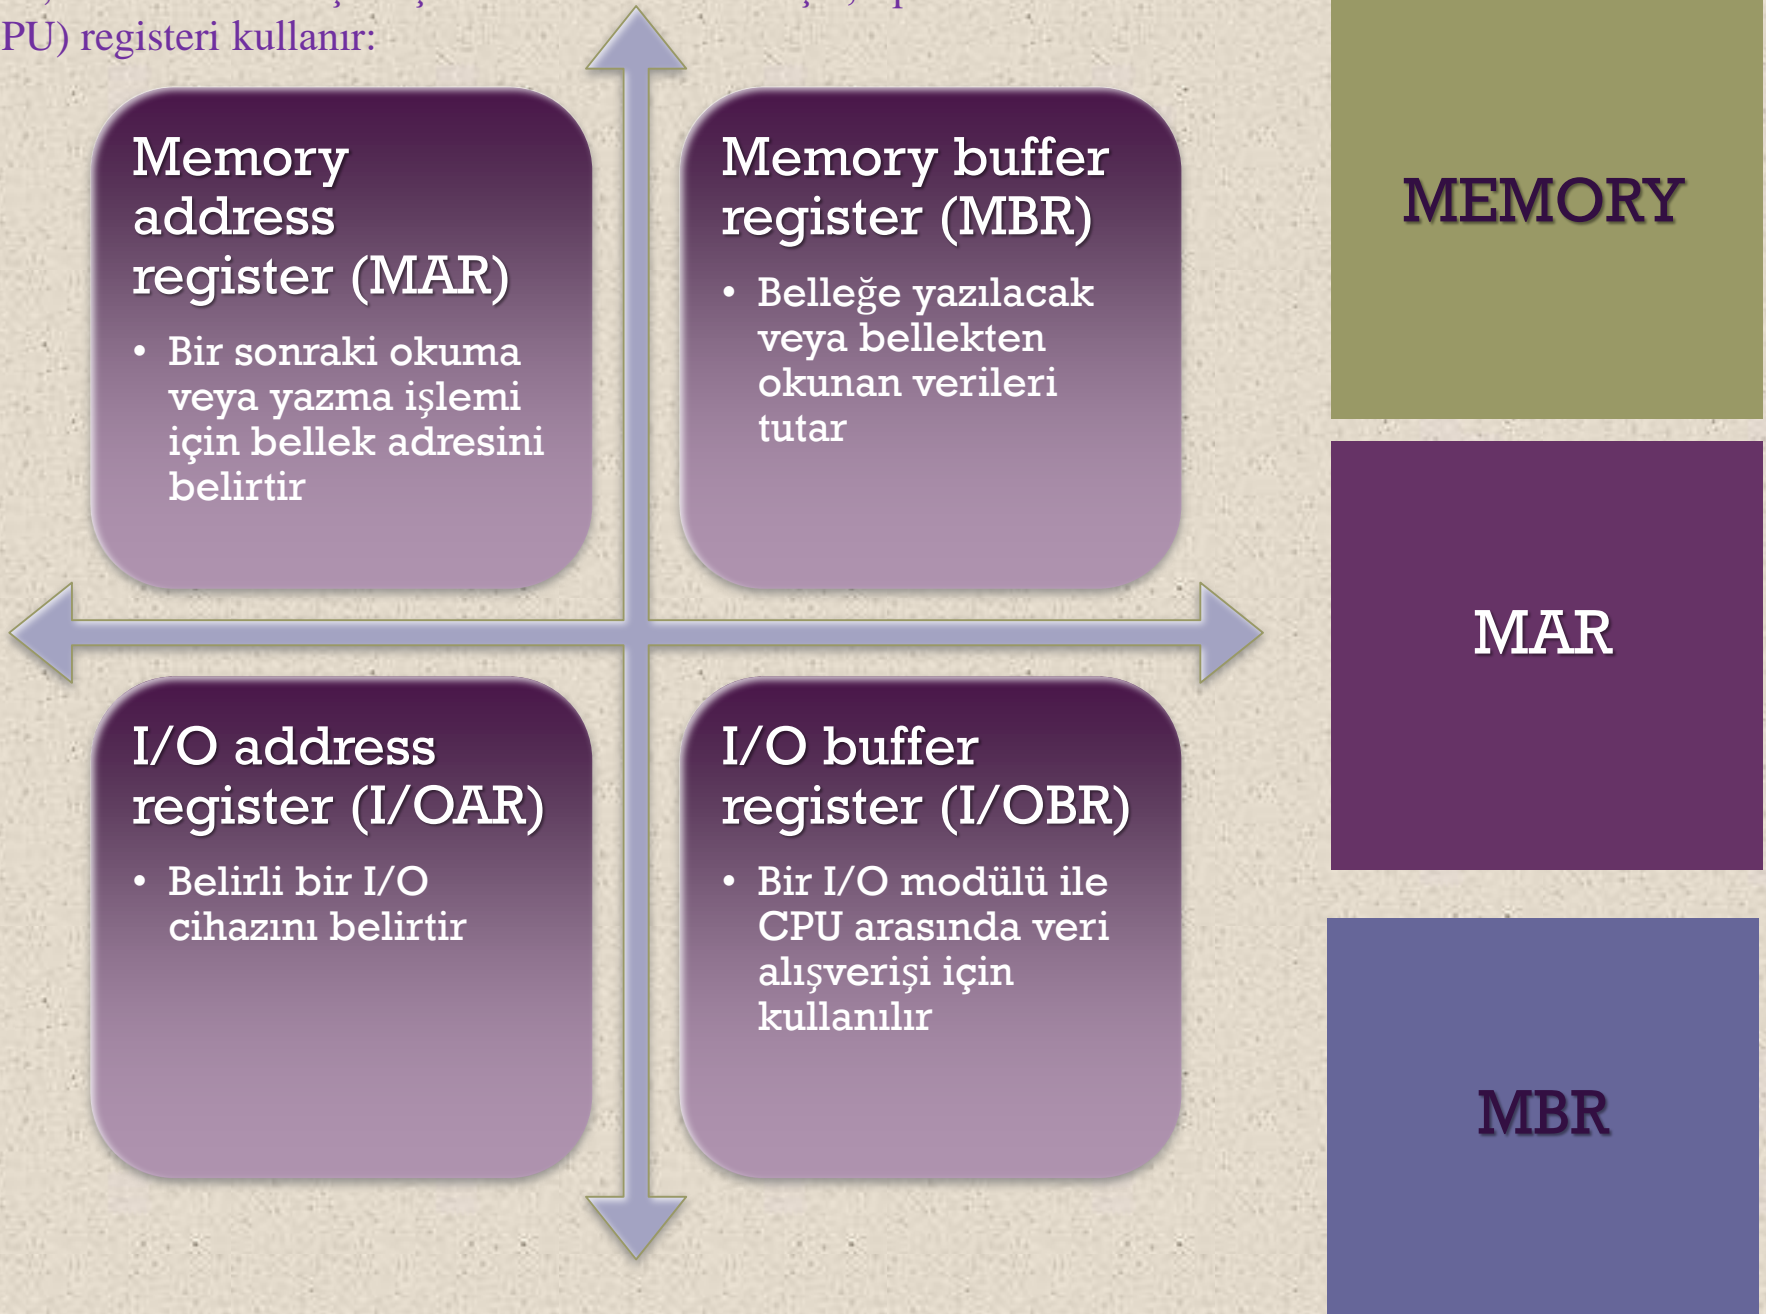 PU) registeri kullanır:
Memory
address
register (MAR)
• Bir sonraki okuma
veya yazma işlemi
için bellek adresini
belirtir
Memory buffer
register (MBR)
• Belleğe yazılacak
veya bellekten
okunan verileri
tutar
I/O address
register (I/OAR)
• Belirli bir I/O
cihazını belirtir
I/O buffer
register (I/OBR)
• Bir I/O modülü ile
CPU arasında veri
alışverişi için
kullanılır
MEMORY
MAR
MBR